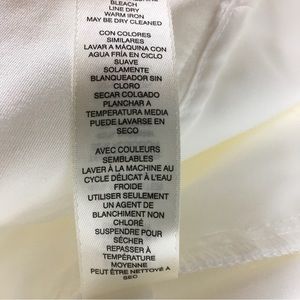 BLEACH
LINE DRY
WARM IRON
MAY BE DRY CLEANED
CON COLORES
SIMILARES
LAVAR A MÁQUINA CON
AGUA FRÍA EN CICLO
SUAVE
SOLAMENTE
BLANQUEADOR SIN
CLORO
SECAR COLGADO
PLANCHAR A
TEMPERATURA MEDIA
PUEDE LAVARSE EN
SECO
AVEC COULEURS
SEMBLABLES
LAVER À LA MACHINE AU
CYCLE DÉLICAT À L'EAU
FROIDE
UTILISER SEULEMENT
UN AGENT DE
BLANCHIMENT NON
CHLORÉ
SUSPENDRE POUR
SÉCHER
REPASSER À
TEMPÉRATURE
MOYENNE
PEUT ÊTRE NETTOYÉ A
SEC